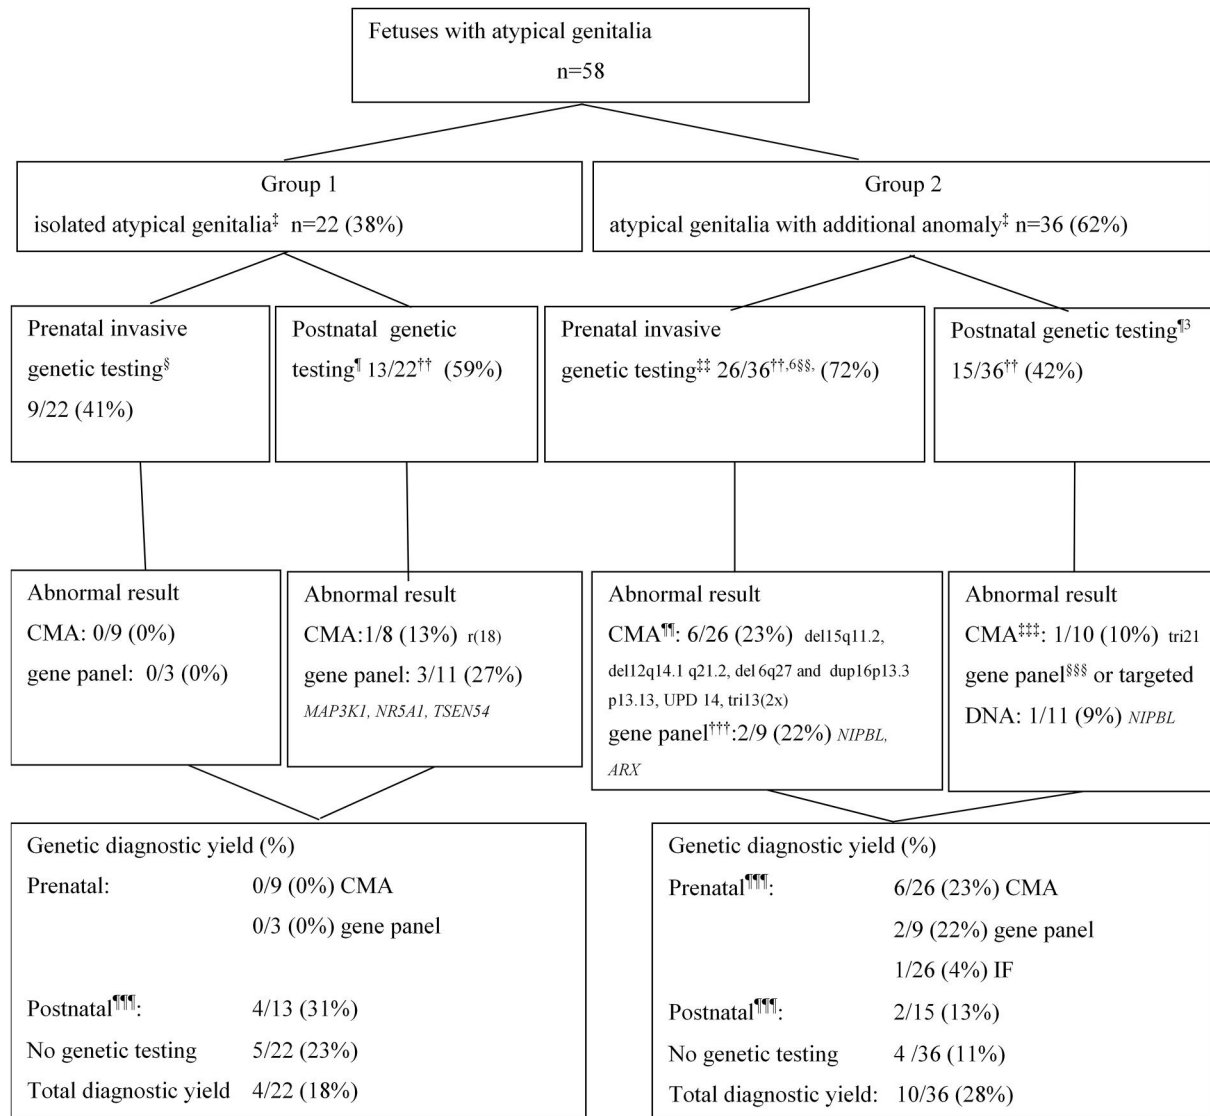 Fetuses with atypical genitalia
n=58
Group 1
isolated atypical genitalia‡ n=22 (38%)
Group 2
atypical genitalia with additional anomaly‡ n=36 (62%)
Prenatal invasive
genetic testing§
9/22 (41%)
Postnatal genetic
testing¶ 13/22†† (59%)
Prenatal invasive
genetic testing‡‡ 26/36††,6§§, (72%)
Postnatal genetic testing¶3
15/36†† (42%)
Abnormal result
CMA: 0/9 (0%)
gene panel: 0/3 (0%)
Abnormal result
CMA:1/8 (13%) r(18)
gene panel: 3/11 (27%)
MAP3K1, NR5A1, TSEN54
Abnormal result
CMA¶¶: 6/26 (23%) del15q11.2,
del12q14.1 q21.2, del6q27 and dup16p13.3
p13.13, UPD 14, tri13(2x)
gene panel†††:2/9 (22%) NIPBL,
ARX
Abnormal result
CMA‡‡‡: 1/10 (10%) tri21
gene panel§§§ or targeted
DNA: 1/11 (9%) NIPBL
Genetic diagnostic yield (%)
Prenatal: 0/9 (0%) CMA
0/3 (0%) gene panel
Postnatal¶¶¶: 4/13 (31%)
No genetic testing 5/22 (23%)
Total diagnostic yield 4/22 (18%)
Genetic diagnostic yield (%)
Prenatal¶¶¶: 6/26 (23%) CMA
2/9 (22%) gene panel
1/26 (4%) IF
Postnatal¶¶¶: 2/15 (13%)
No genetic testing 4 /36 (11%)
Total diagnostic yield: 10/36 (28%)